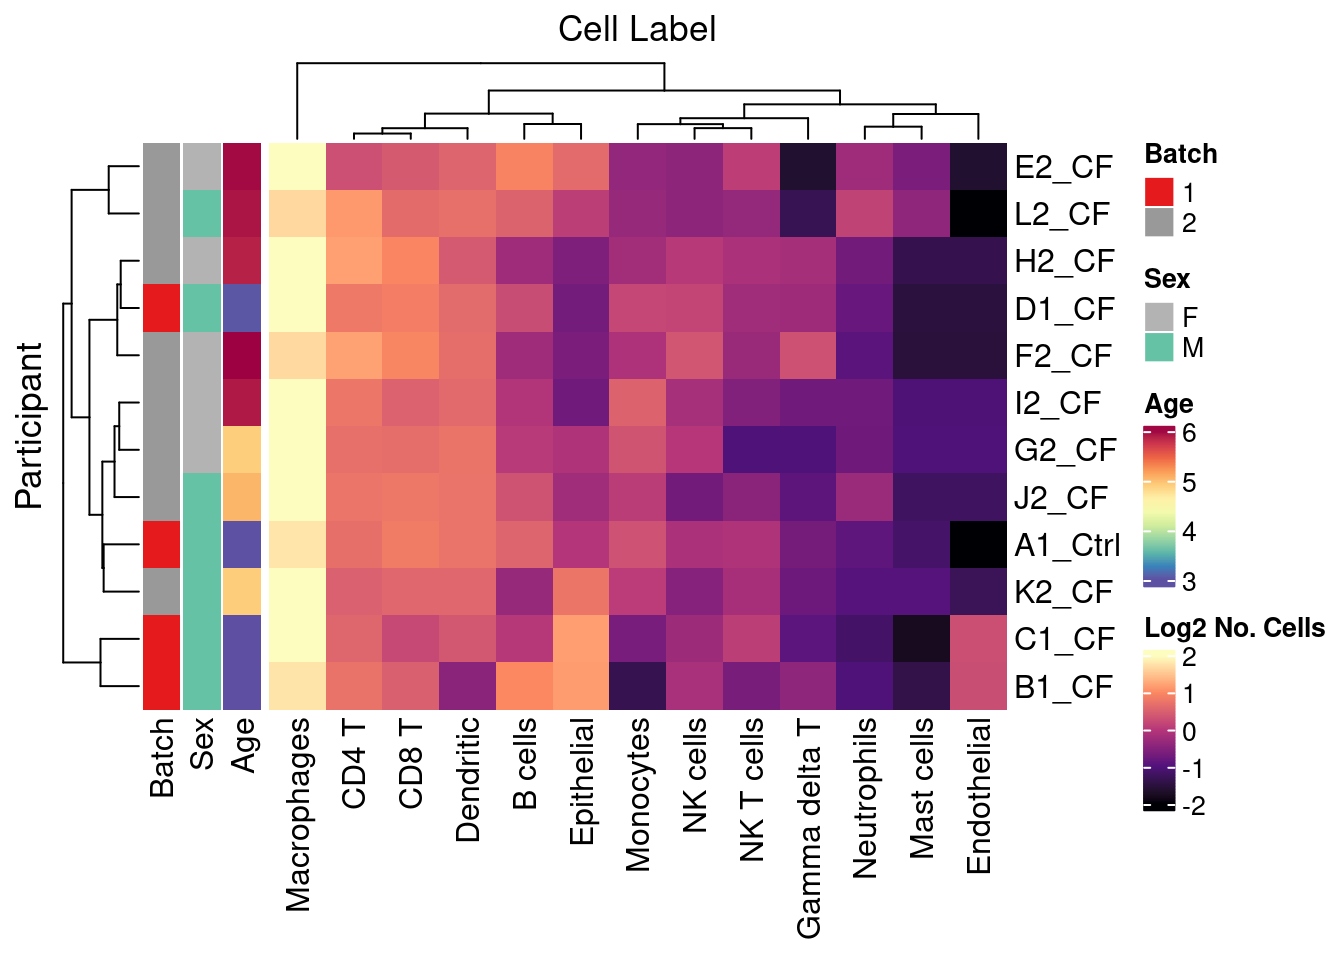 Cell Label
Participant
E2_CF
L2_CF
H2_CF
D1_CF
F2_CF
I2_CF
G2_CF
J2_CF
A1_Ctrl
K2_CF
C1_CF
B1_CF
Batch
Sex
Age
Macrophages
CD4 T
CD8 T
Dendritic
B cells
Epithelial
Monocytes
NK cells
NK T cells
Gamma delta T
Neutrophils
Mast cells
Endothelial
Batch
1
2
Sex
F
M
Age
6
5
4
3
Log2 No. Cells
2
1
0
-1
-2